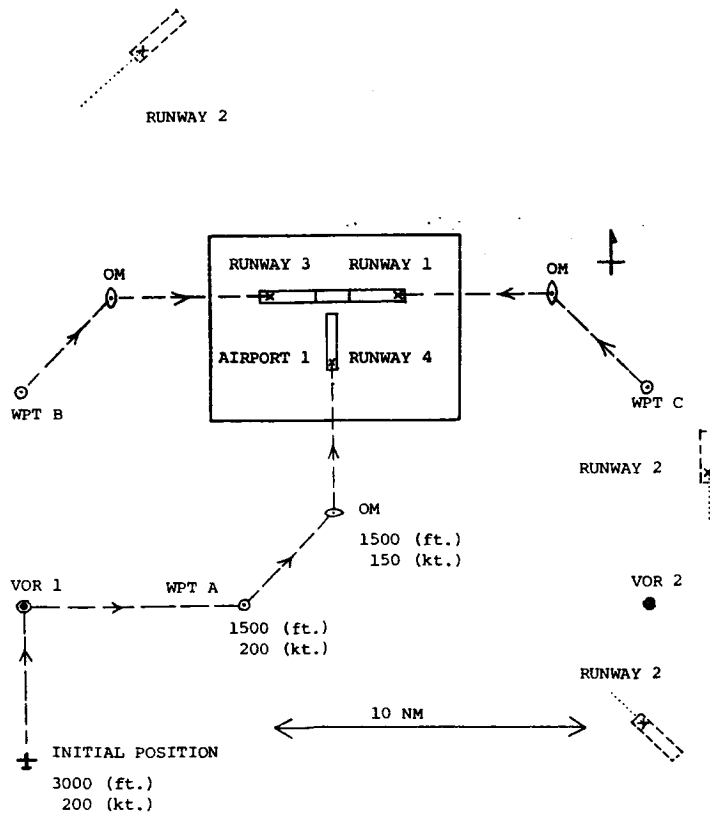 RUNWAY 2
OM
RUNWAY 3
RUNWAY 1
OM
AIRPORT 1
RUNWAY 4
WPT B
WPT C
RUNWAY 2
OM
1500 (ft.)
150 (kt.)
VOR 1
WPT A
VOR 2
1500 (ft.)
200 (kt.)
RUNWAY 2
10 NM
INITIAL POSITION
3000 (ft.)
200 (kt.)